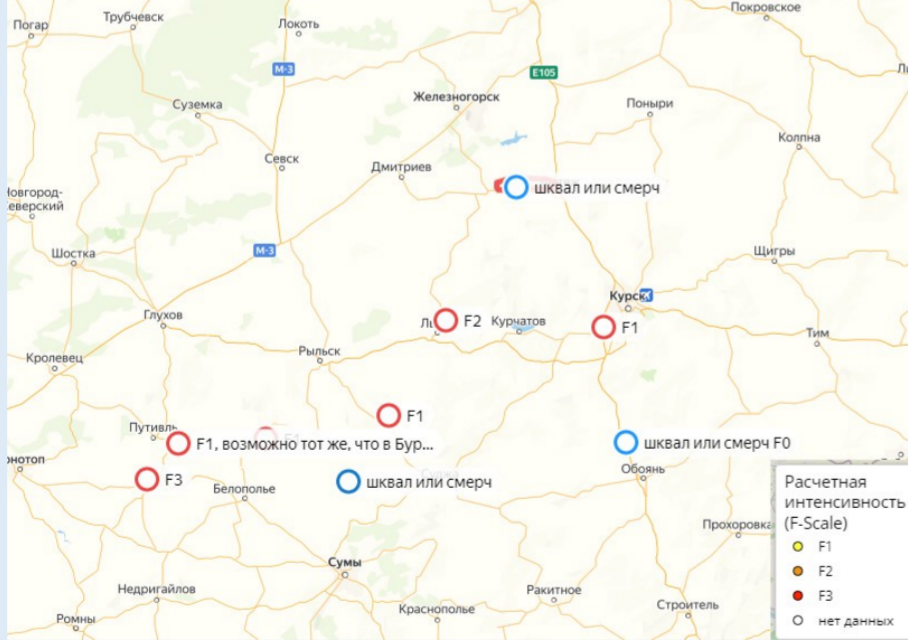 Погар
Трубчевск
Локоть
Покровское
М-3
Е105
Суземка
Железногорск
Поныри
Колпна
Севск
Дмитриев
Новгород-
Северский
шквал или смерч
М-3
Шостка
Щигры
Курск
Глухов
F2
Курчатов
F1
Тим
Рыльск
Кролевец
F1
Путивль
F1, возможно тот же, что в Бур...
шквал или смерч F0
F3
Белополье
шквал или смерч
Обоянь
Расчетная
интенсивность
(F-Scale)
F1
F2
F3
нет данных
Прохоровка
Сумы
Недригайлов
Ракитное
Краснополье
Строитель
Ромны